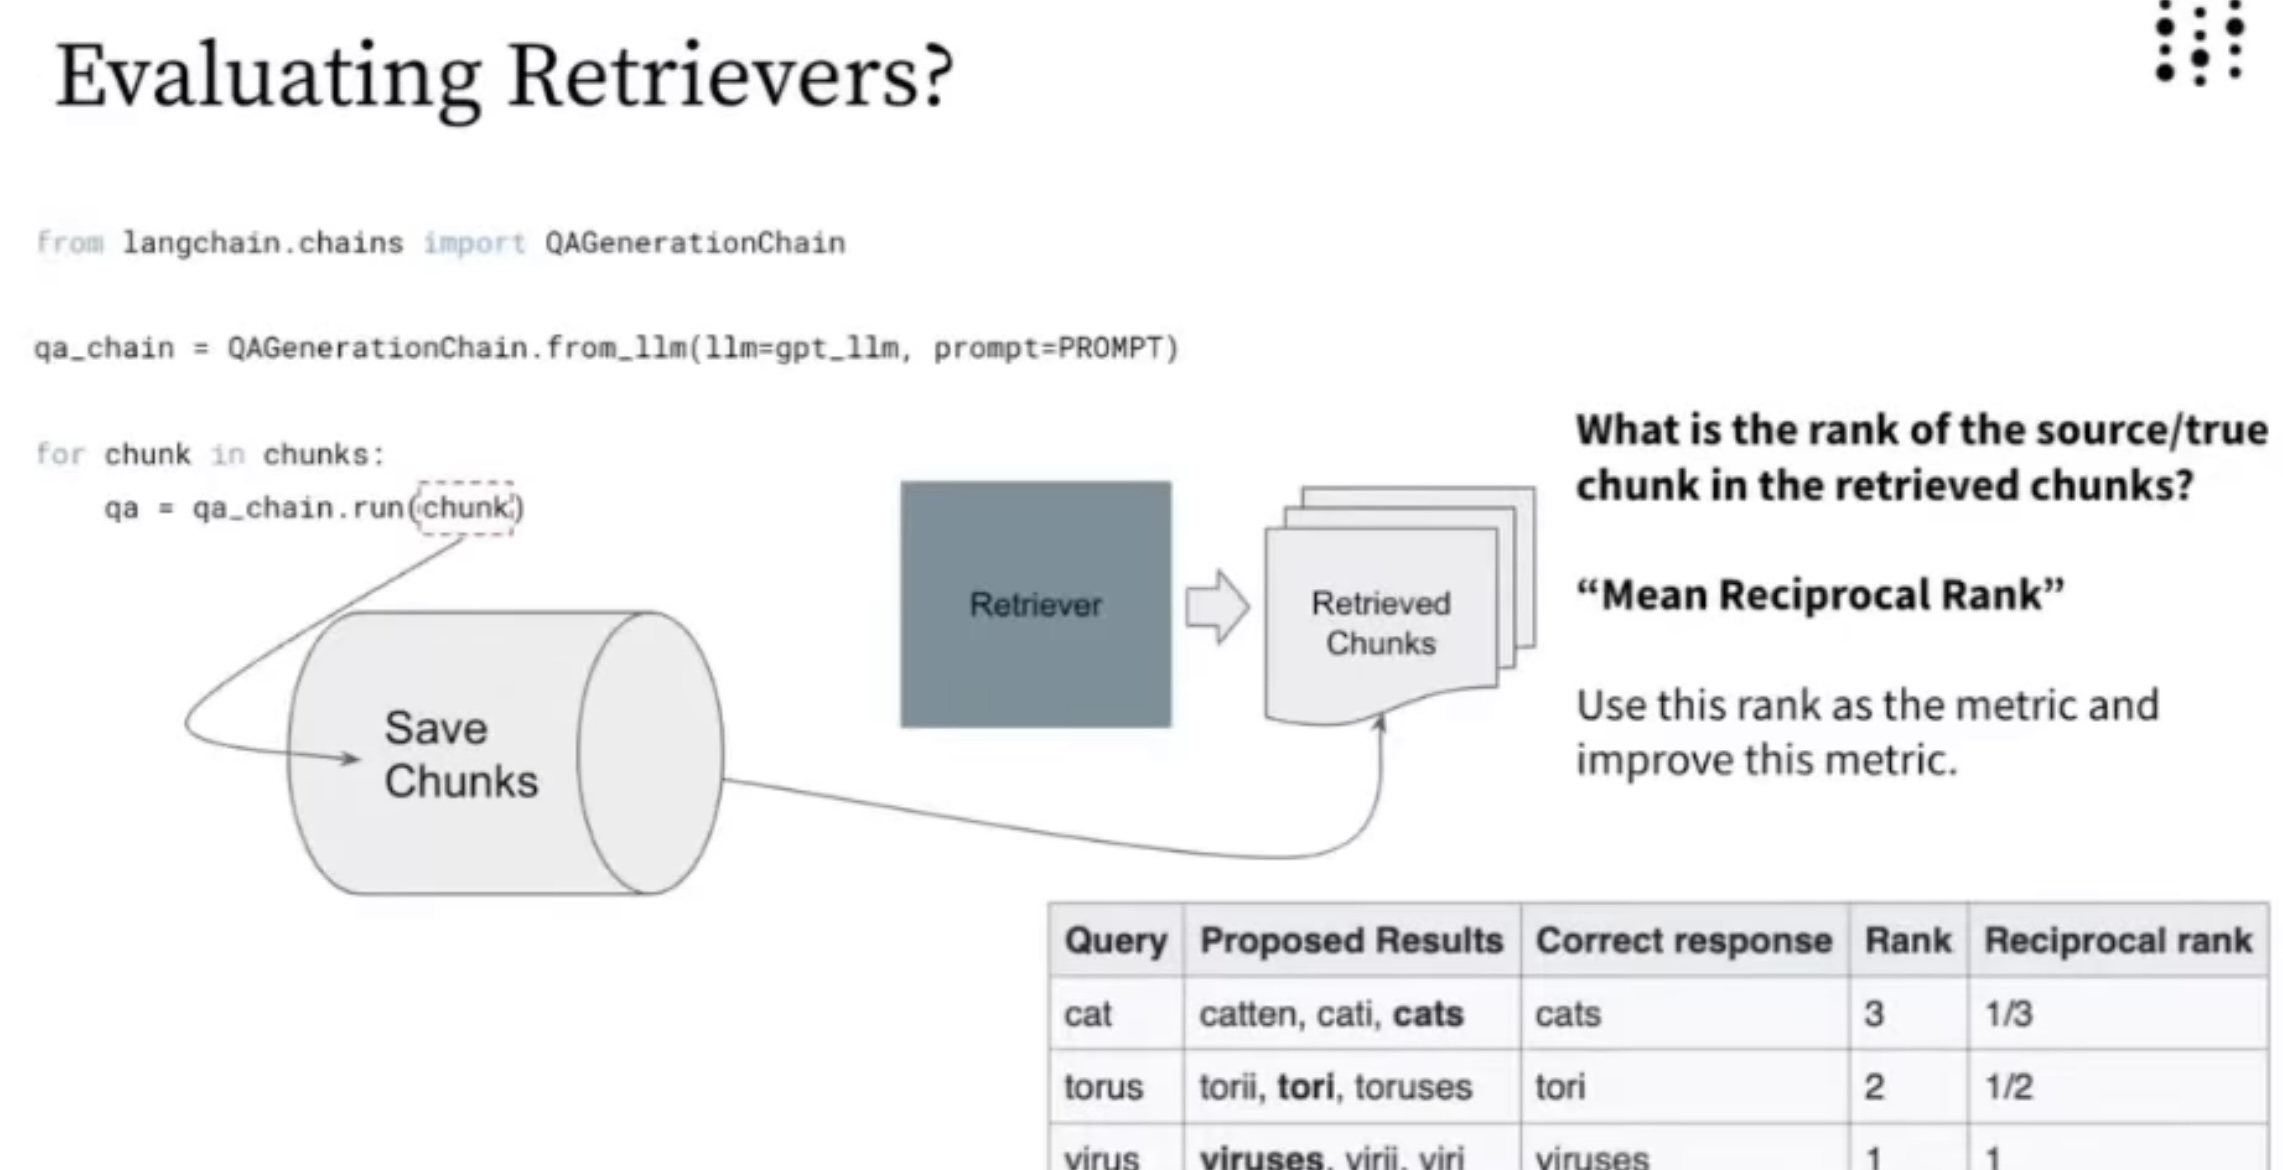 Evaluating Retrievers?
from langchain.chains import QAGenerationChain
qa_chain = QAGenerationChain.from_llm(llm=gpt_llm, prompt=PROMPT)
for chunk in chunks:
qa = qa_chain.run(chunk)
Save
Chunks
Retriever
Retrieved
Chunks
What is the rank of the source/true
chunk in the retrieved chunks?
“Mean Reciprocal Rank”
Use this rank as the metric and
improve this metric.
Query Proposed Results Correct response Rank Reciprocal rank
cat catten, cati, cats cats 3 1/3
torus torii, tori, toruses tori 2 1/2
virus viruses, virii, viri viruses 1 1